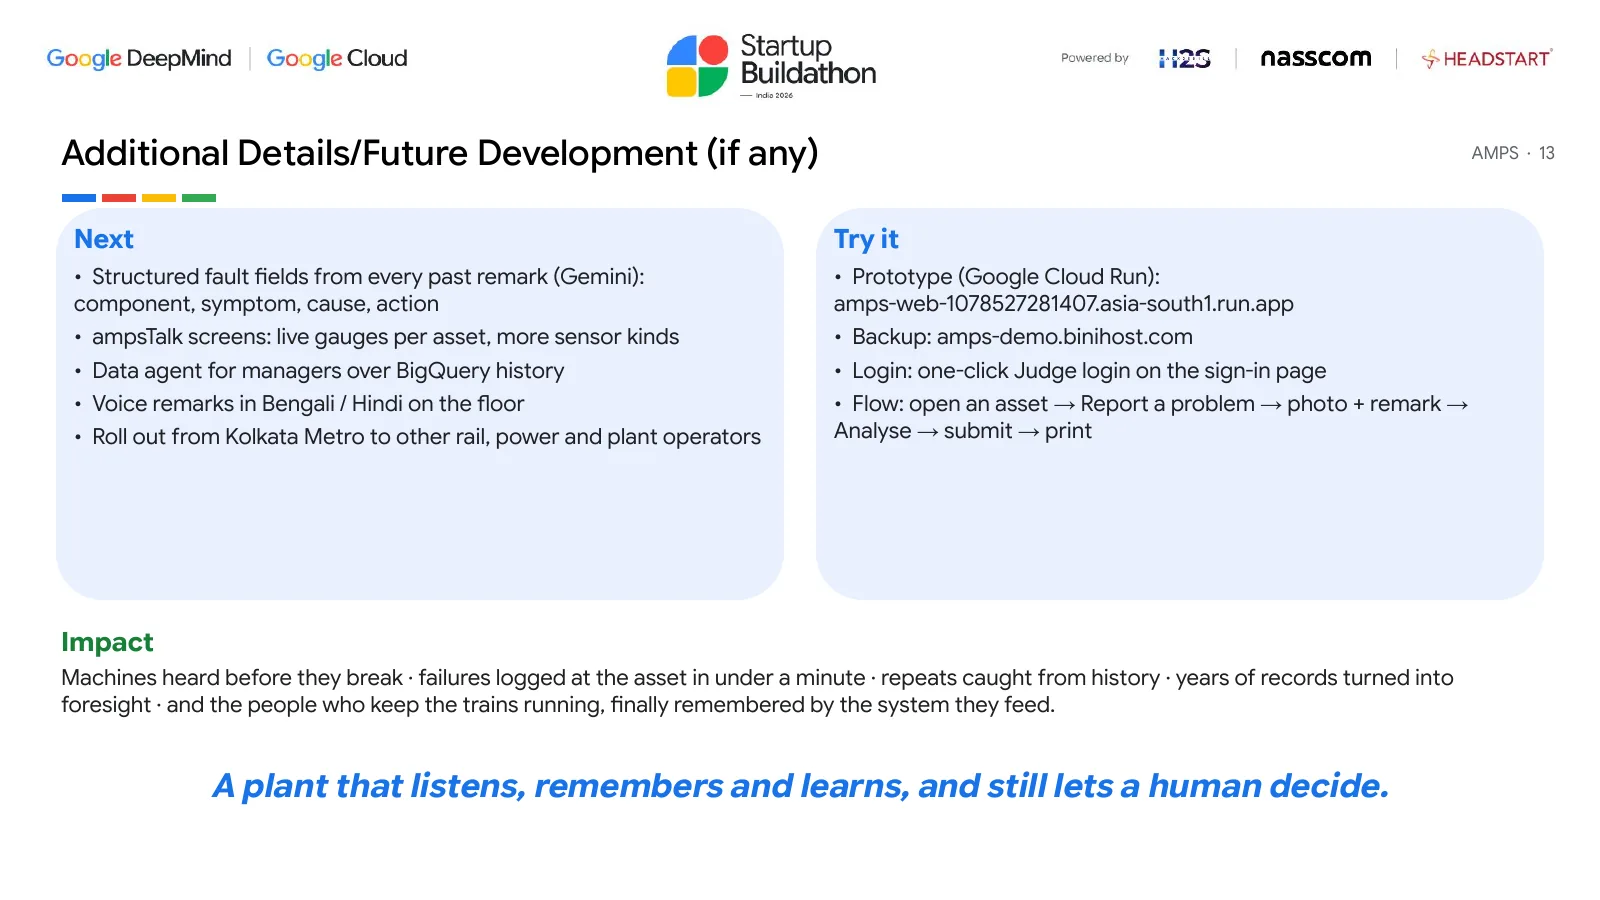 Google DeepMind | Google Cloud
Startup
Buildathon
India 2026
Powered by
H2S
nasscom
HEADSTART
Additional Details/Future Development (if any)
AMPS · 13
Next
• Structured fault fields from every past remark (Gemini):
component, symptom, cause, action
• ampsTalk screens: live gauges per asset, more sensor kinds
• Data agent for managers over BigQuery history
• Voice remarks in Bengali / Hindi on the floor
• Roll out from Kolkata Metro to other rail, power and plant operators
Try it
• Prototype (Google Cloud Run):
amps-web-1078527281407.asia-south1.run.app
• Backup: amps-demo.binihost.com
• Login: one-click Judge login on the sign-in page
• Flow: open an asset → Report a problem → photo + remark →
Analyse → submit → print
Impact
Machines heard before they break · failures logged at the asset in under a minute · repeats caught from history · years of records turned into
foresight · and the people who keep the trains running, finally remembered by the system they feed.
A plant that listens, remembers and learns, and still lets a human decide.